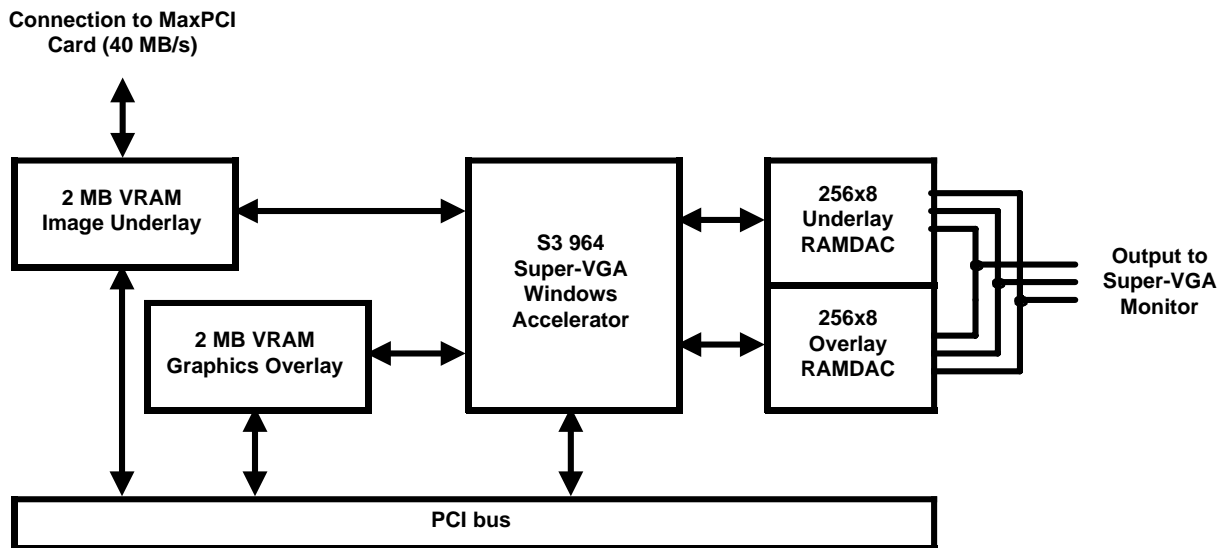 Connection to MaxPCI
Card (40 MB/s)
2 MB VRAM
Image Underlay
2 MB VRAM
Graphics Overlay
S3 964
Super-VGA
Windows
Accelerator
256x8
Underlay
RAMDAC
256x8
Overlay
RAMDAC
Output to
Super-VGA
Monitor
PCI bus